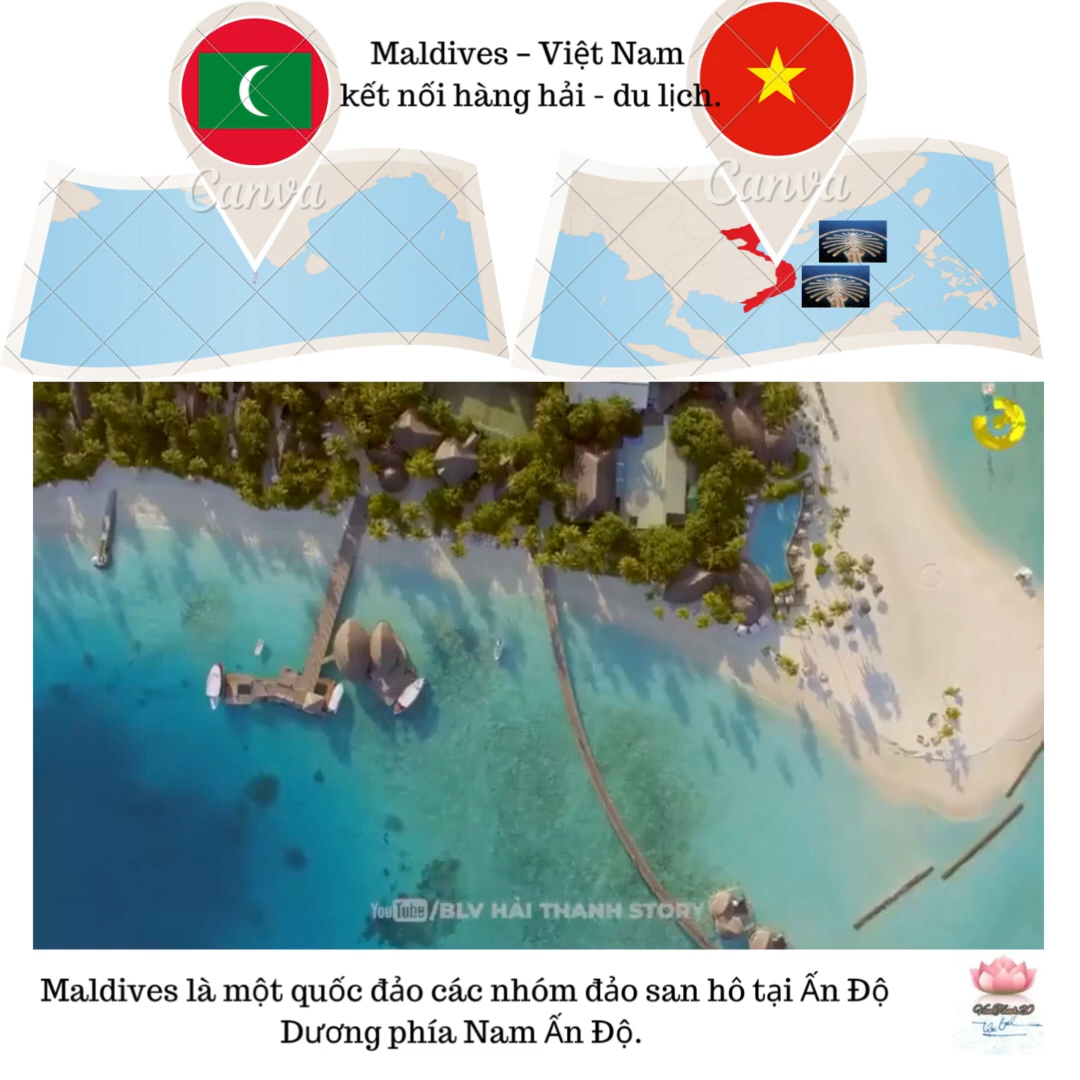 Maldives – Việt Nam
kết nối hàng hải - du lịch.
Canva
Canva
YouTube/BLV HẢI THANH STORY
Maldives là một quốc đảo các nhóm đảo san hô tại Ấn Độ
Dương phía Nam Ấn Độ.